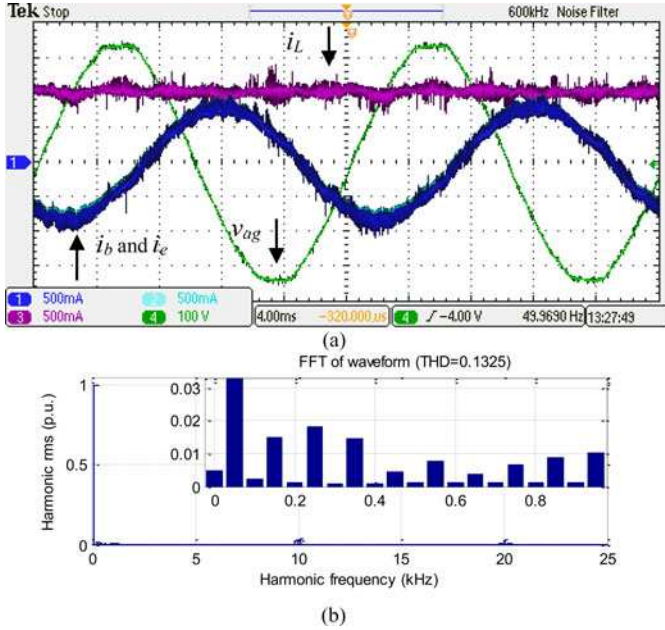 Tek Stop
600kHz Noise Filter
i_L
1
v_ag
i_b and i_e
1 500mA 500mA
3 500mA 4 100 V
4.00ms -320.000us
4 -4.00 V 49.9690 Hz
13:27:49
(a)
FFT of waveform (THD=0.1325)
Harmonic rms (p.u.)
1
0.5
0
0.03
0.02
0.01
0
0 0.2 0.4 0.6 0.8
0 5 10 15 20 25
Harmonic frequency (kHz)
(b)